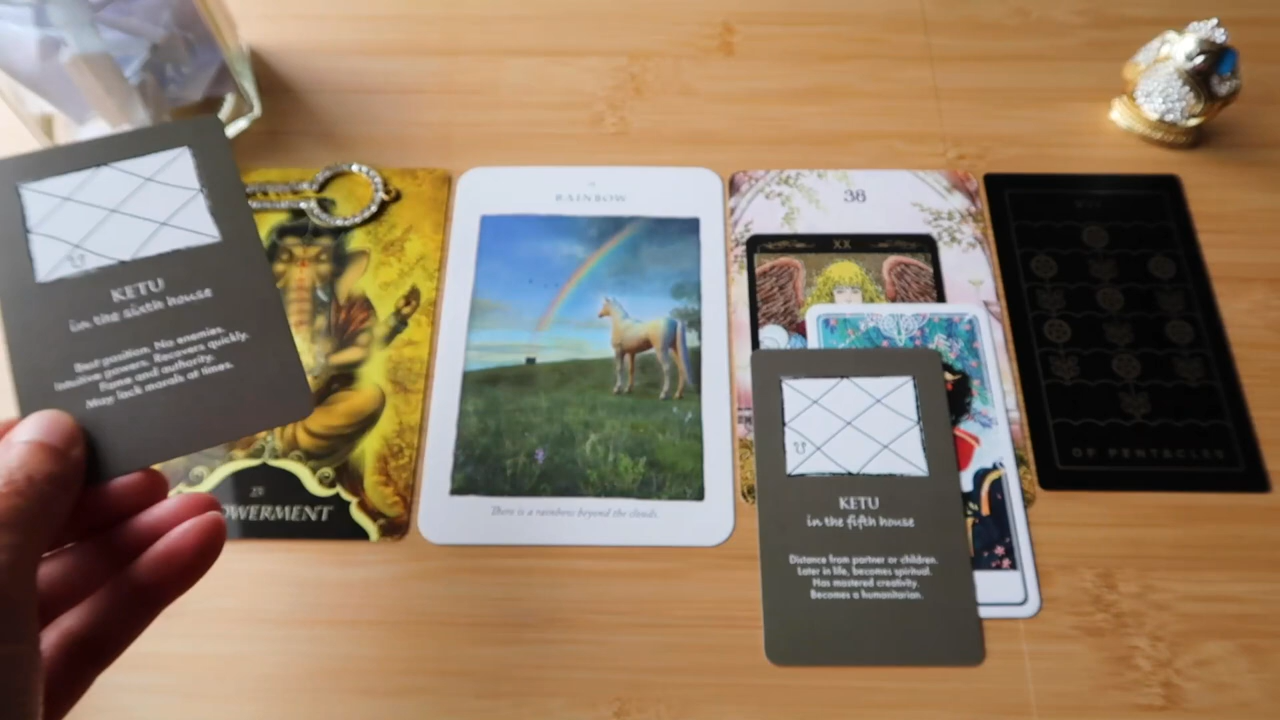 KETU
in the sixth house
Best position. No enemies.
Intuitive powers. Recovers quickly.
Fame and authority.
May lack morals at times.
29
OWERMENT
RAINBOW
There is a rainbow beyond the clouds.
38
XX
KETU
in the fifth house
Distance from partner or children.
Later in life, becomes spiritual.
Has mastered creativity.
Becomes a humanitarian.
OF PENTACLES